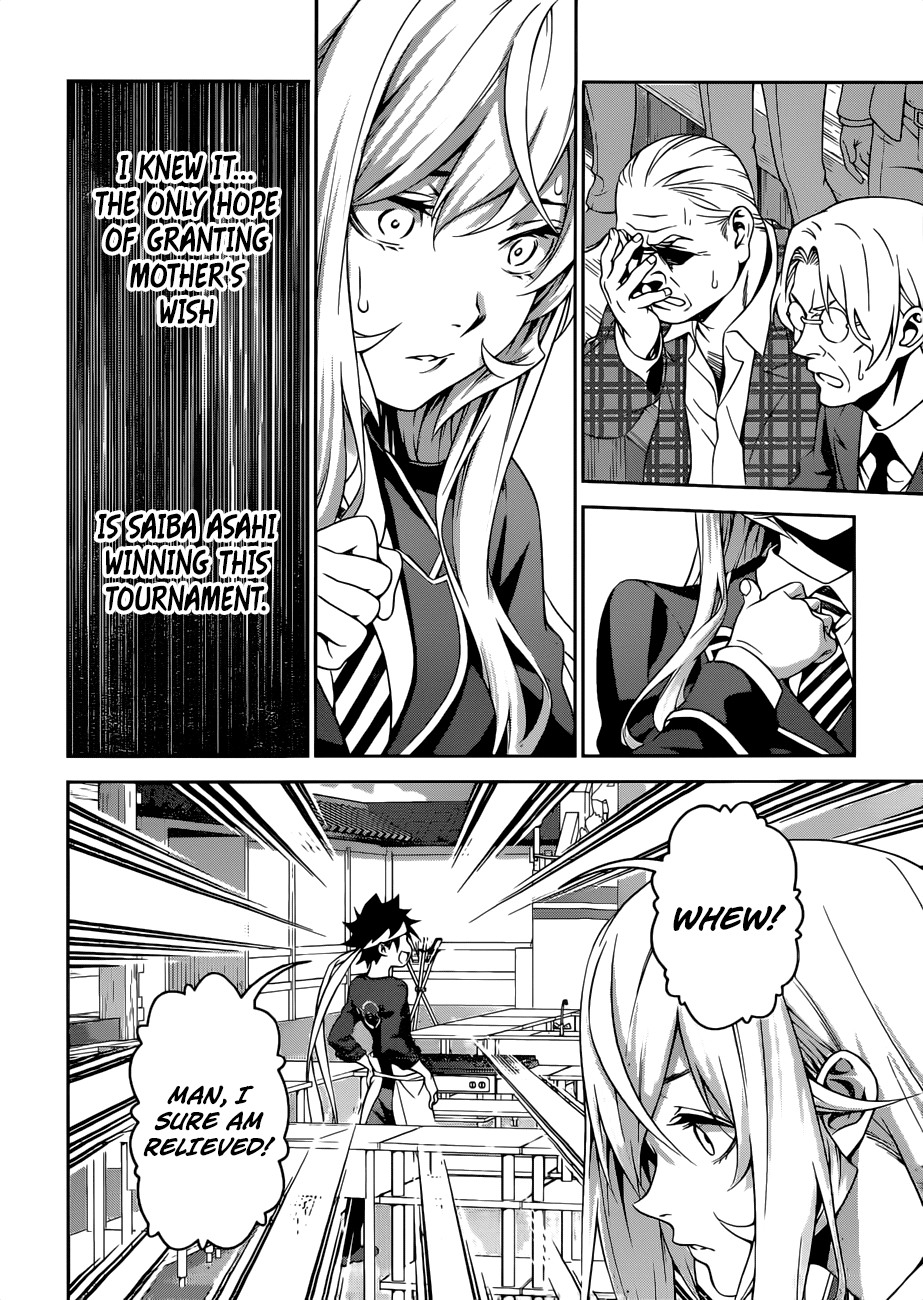 I KNEW IT...
THE ONLY HOPE
OF GRANTING
MOTHER'S
WISH
IS SAIBA ASAHI
WINNING THIS
TOURNAMENT.
WHEW!
MAN, I
SURE AM
RELIEVED!